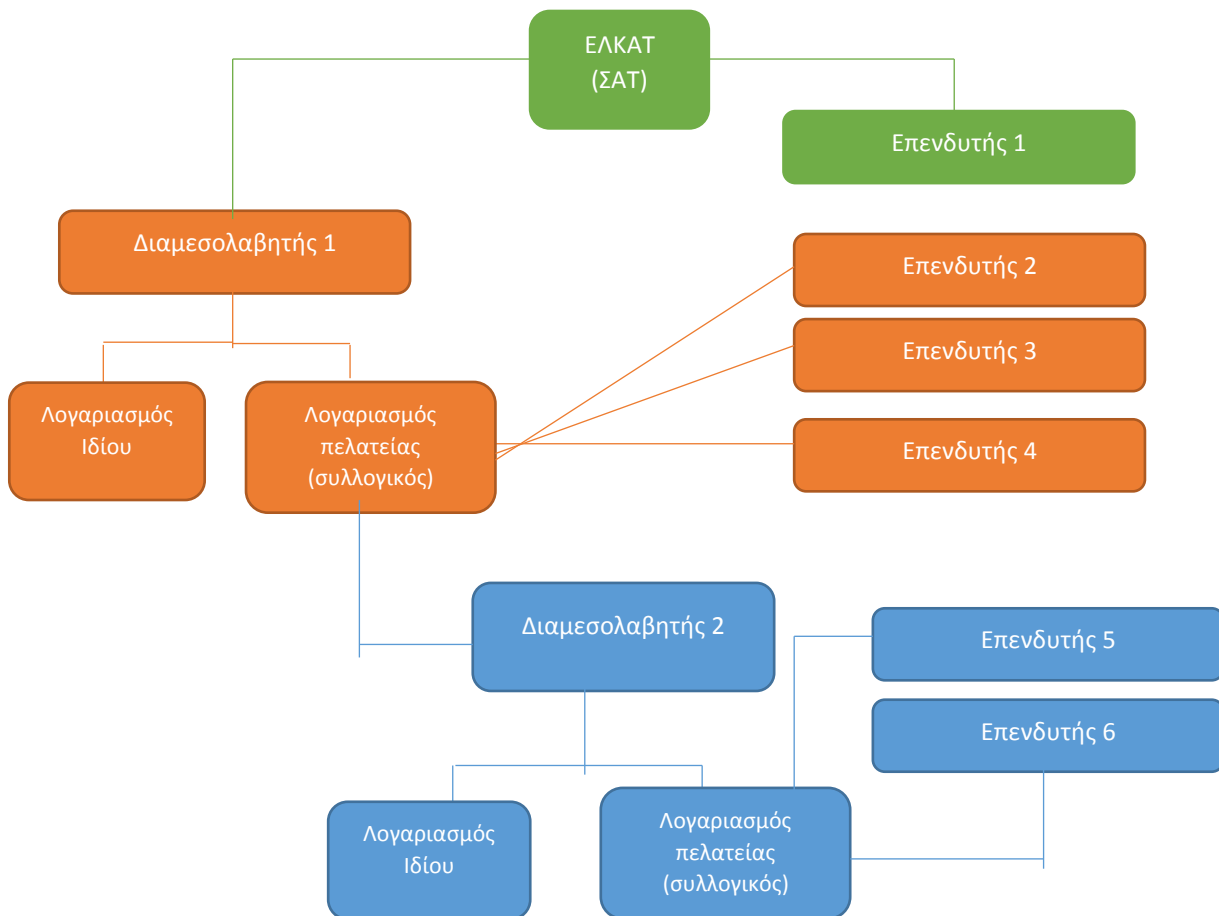 ΕΛΚΑΤ
(ΣΑΤ)
Επενδυτής 1
Διαμεσολαβητής 1
Επενδυτής 2
Επενδυτής 3
Λογαριασμός
Ιδίου
Λογαριασμός
πελατείας
(συλλογικός)
Επενδυτής 4
Διαμεσολαβητής 2
Επενδυτής 5
Επενδυτής 6
Λογαριασμός
Ιδίου
Λογαριασμός
πελατείας
(συλλογικός)